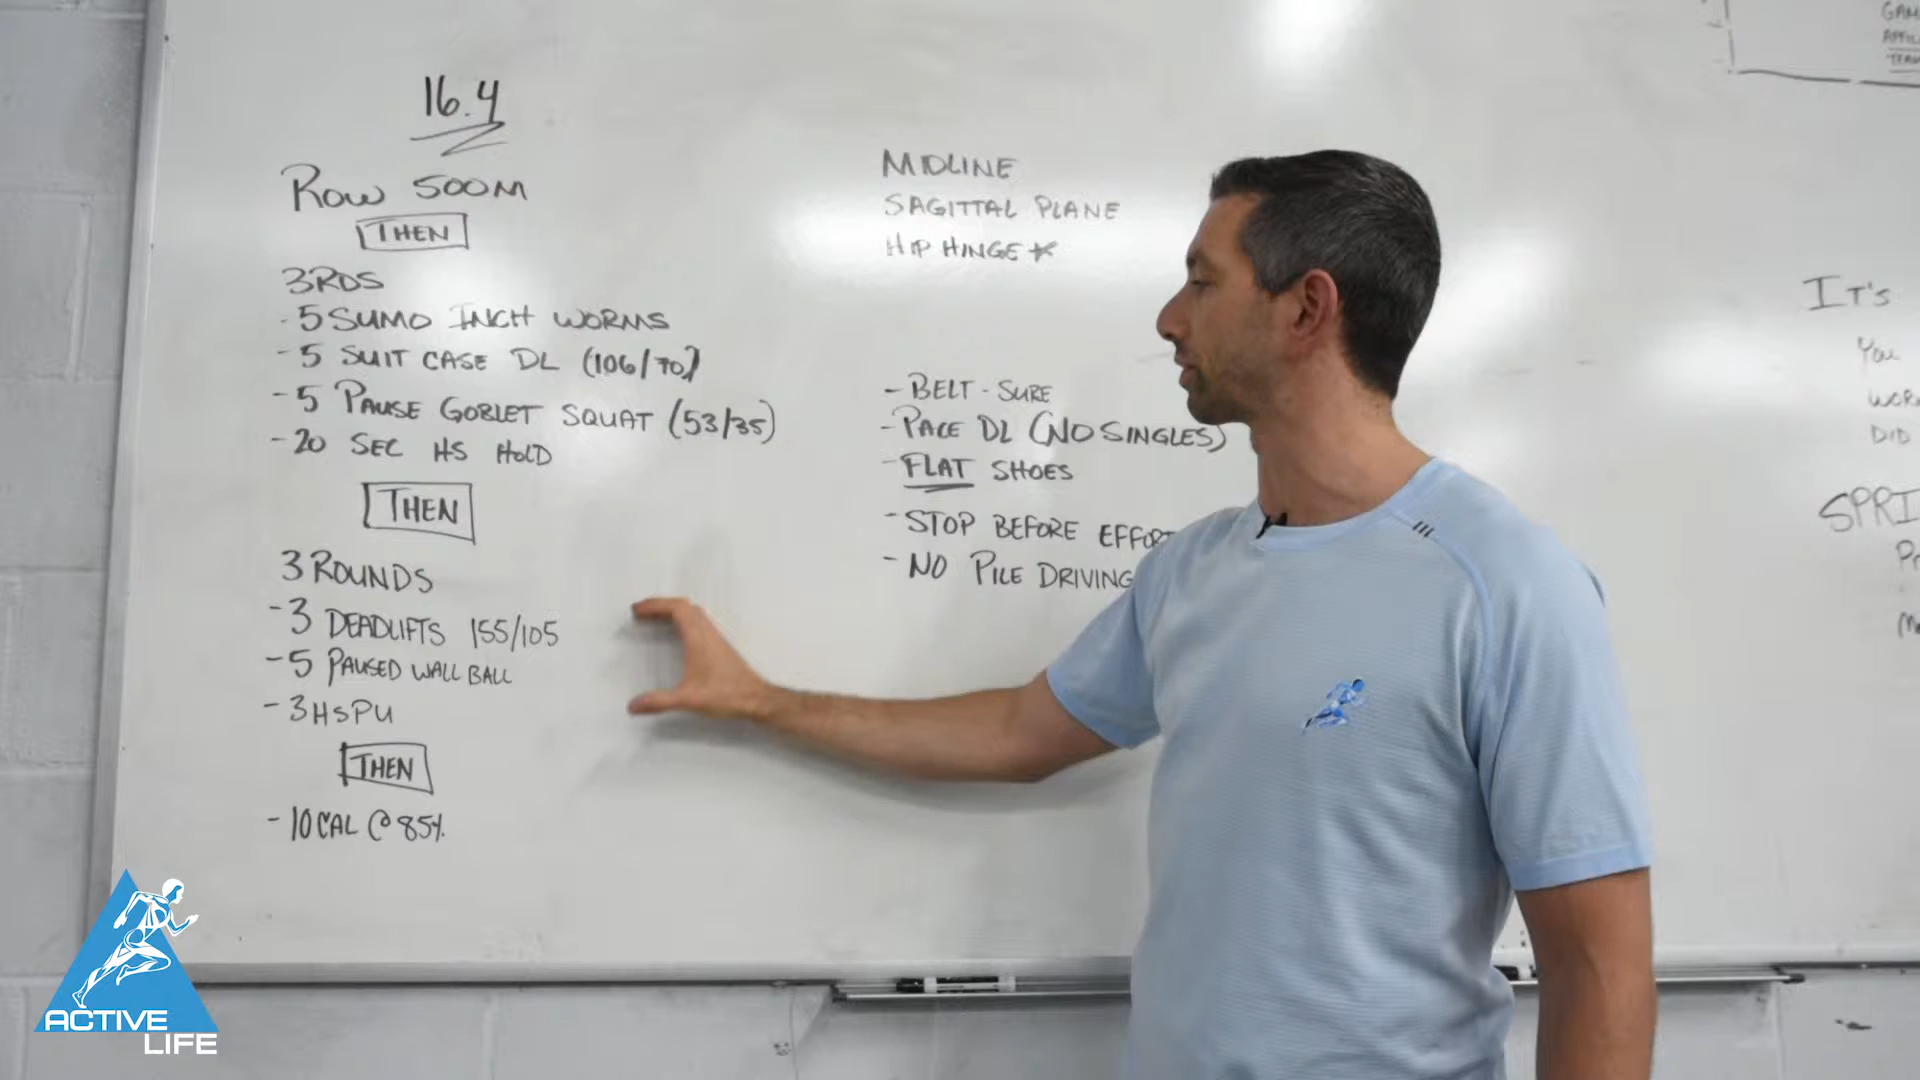 16.4
ROW 500M
THEN
3RDS
- 5 SUMO INCH WORMS
- 5 SUIT CASE DL (106/70)
- 5 PAUSE GOBLET SQUAT (53/35)
- 20 SEC HS HOLD
THEN
3 ROUNDS
- 3 DEADLIFTS 155/105
- 5 PAUSED WALL BALL
- 3 HSPU
THEN
- 10 CAL @ 85%
MIDLINE
SAGITTAL PLANE
HIP HINGE *
- BELT - SURE
- PACE DL (NO SINGLES)
- FLAT SHOES
- STOP BEFORE EFFORT
- NO PILE DRIVING
IT'S
YOU
DID
ACTIVE
LIFE